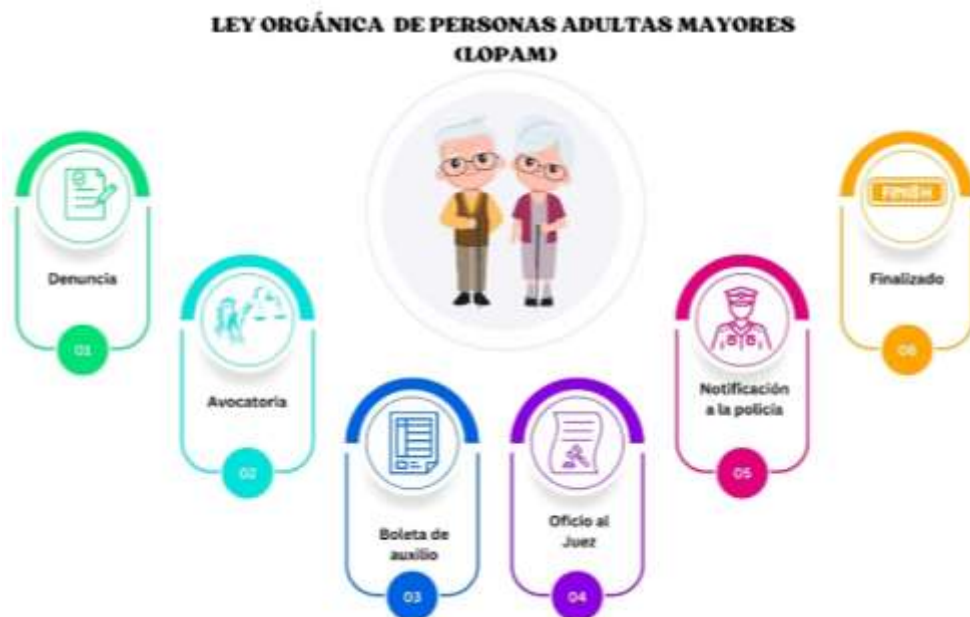 LEY ORGÁNICA DE PERSONAS ADULTAS MAYORES
(LOPAM)
Denuncia
01
Avocatoria
02
Boleta de
auxilio
03
Oficio al
Juez
04
Notificación
a la policía
05
FINISH
Finalizado
06